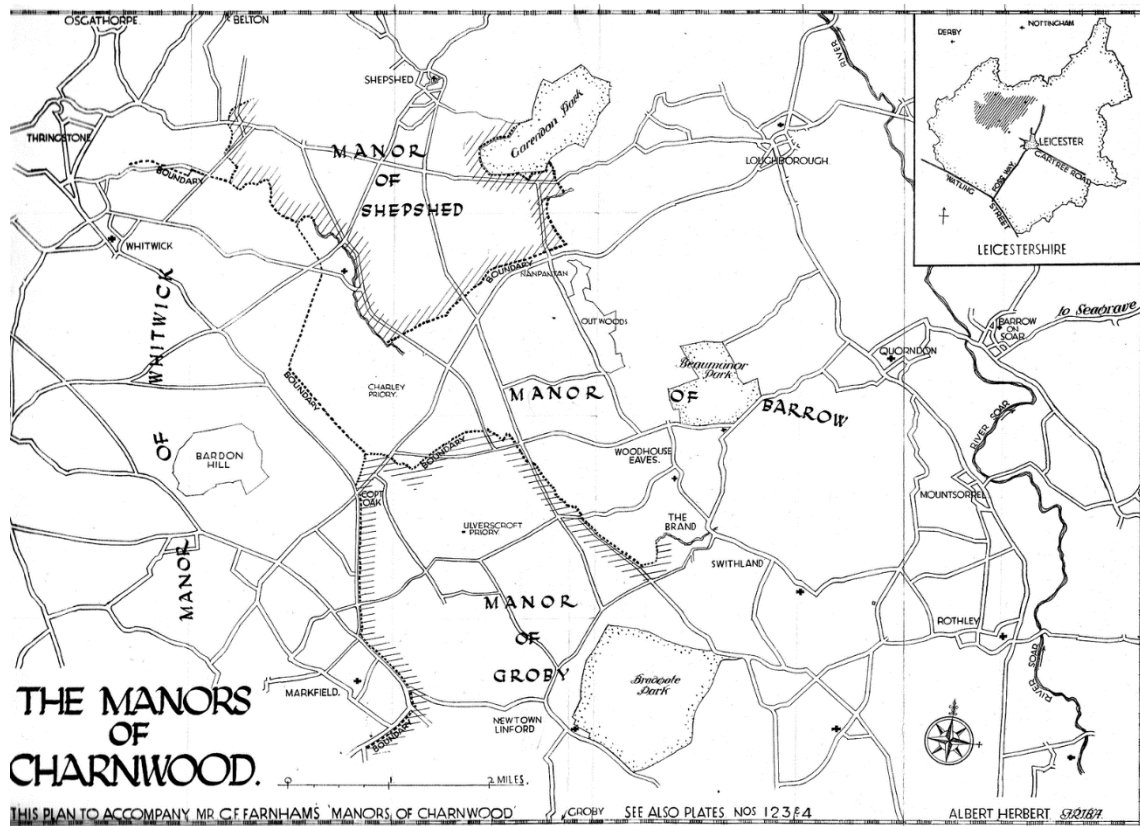 OSGATHORPE.
BELTON
SHEPSHED
THRINGSTONE
Garendon Park
RIVER
LOUGHBOROUGH
DERBY
NOTTINGHAM
LEICESTER
GARTREE ROAD
FOSS WAY
WATLING
STREET
LEICESTERSHIRE
MANOR
OF
SHEPSHED
BOUNDARY
WHITWICK
BOUNDARY
NANPANTAN
OUT WOODS
to Seagrave
BARROW
ON
SOAR
QUORNDON
MANOR OF WHITWICK
BOUNDARY
CHARLEY
PRIORY.
Beaumanor
Park
MANOR OF BARROW
RIVER SOAR
BARDON
HILL
BOUNDARY
WOODHOUSE
EAVES.
COPT
OAK
MOUNTSORREL
ULVERSCROFT
PRIORY.
THE
BRAND
SWITHLAND
MANOR
OF
GROBY
ROTHLEY
RIVER SOAR
MARKFIELD.
Bradgate
Park
NEWTOWN
LINFORD
BOUNDARY
THE MANORS
OF
CHARNWOOD.
0 1 2 MILES.
THIS PLAN TO ACCOMPANY MR GF FARNHAMS 'MANORS OF CHARNWOOD'
GROBY
SEE ALSO PLATES NOS 1 2 3 & 4
ALBERT HERBERT